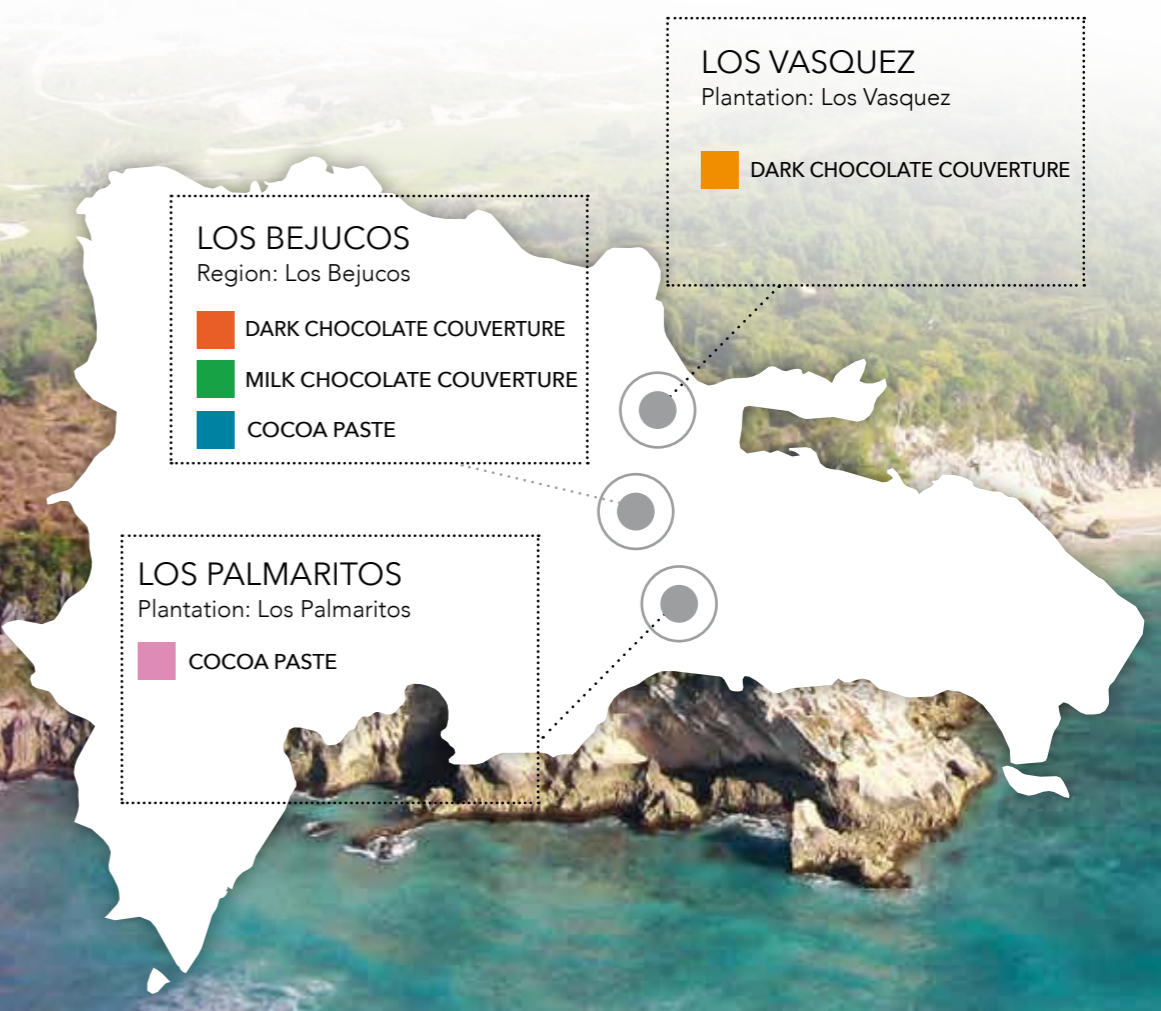 LOS VASQUEZ
Plantation: Los Vasquez
DARK CHOCOLATE COUVERTURE
LOS BEJUCOS
Region: Los Bejucos
DARK CHOCOLATE COUVERTURE
MILK CHOCOLATE COUVERTURE
COCOA PASTE
LOS PALMARITOS
Plantation: Los Palmaritos
COCOA PASTE